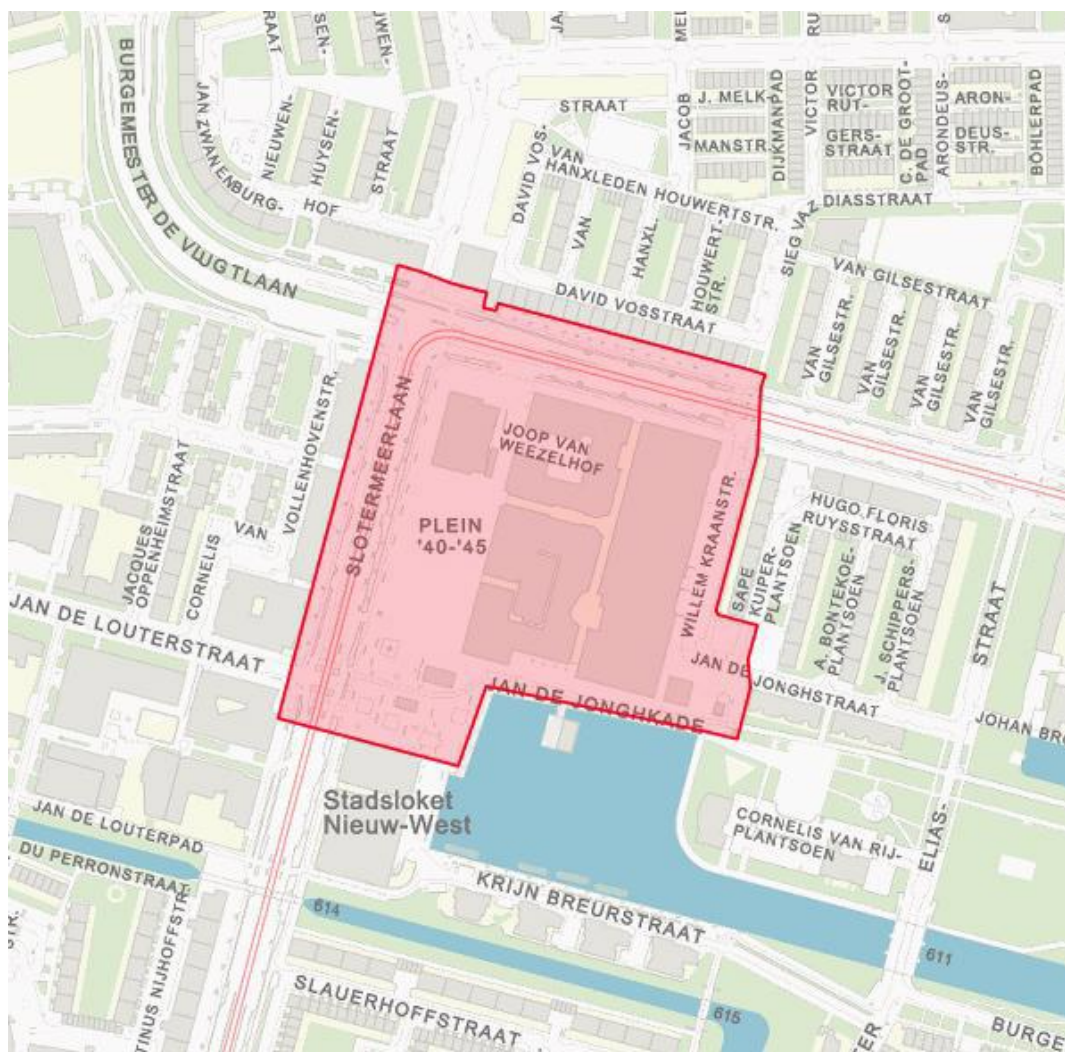 BURGEMEESTER DE VLUGTLAAN
JAN ZWANENBURG-
HOF
NIEUWEN-
HUYSEN-
STRAAT
STRAAT
DAVID VOS-
VAN
HANXLEDEN HOUWERTSTR.
VAN
HANXL.
HOUWERT-
STR.
DAVID VOSSTRAAT
JACOB
J. MELK-
MANSTR.
DIJKMANPAD
VICTOR
VICTOR
RUT-
GERS-
STRAAT
C. DE GROOT-
PAD
ARONDEUS-
ARON-
DEUS-
STR.
BÖHLERPAD
SIEG VAZ
DIASSTRAAT
VAN GILSESTRAAT
VAN
GILSESTR.
VAN
GILSESTR.
VAN
GILSESTR.
VAN
GILSESTR.
SLOTERMEERLAAN
JOOP VAN
WEEZELHOF
PLEIN
'40-'45
WILLEM KRAANSTR.
SAPE
KUIPER-
PLANTSOEN
HUGO FLORIS
RUYSSTRAAT
A. BONTEKOE-
PLANTSOEN
J. SCHIPPERS-
PLANTSOEN
JAN DE JONGHSTRAAT
JAN DE JONGHKADE
JACQUES
OPPENHEIMSTRAAT
CORNELIS
VAN
VOLLENHOVENSTR.
JAN DE LOUTERSTRAAT
Stadsloket
Nieuw-West
JAN DE LOUTERPAD
DU PERRONSTRAAT
TINUS NIJHOFFSTR.
STR.
614
KRIJN BREURSTRAAT
SLAUERHOFFSTRAAT
615
CORNELIS VAN RIJ-
PLANTSOEN
ELIAS-
STRAAT
JOHAN BRO
611
TER
BURGE